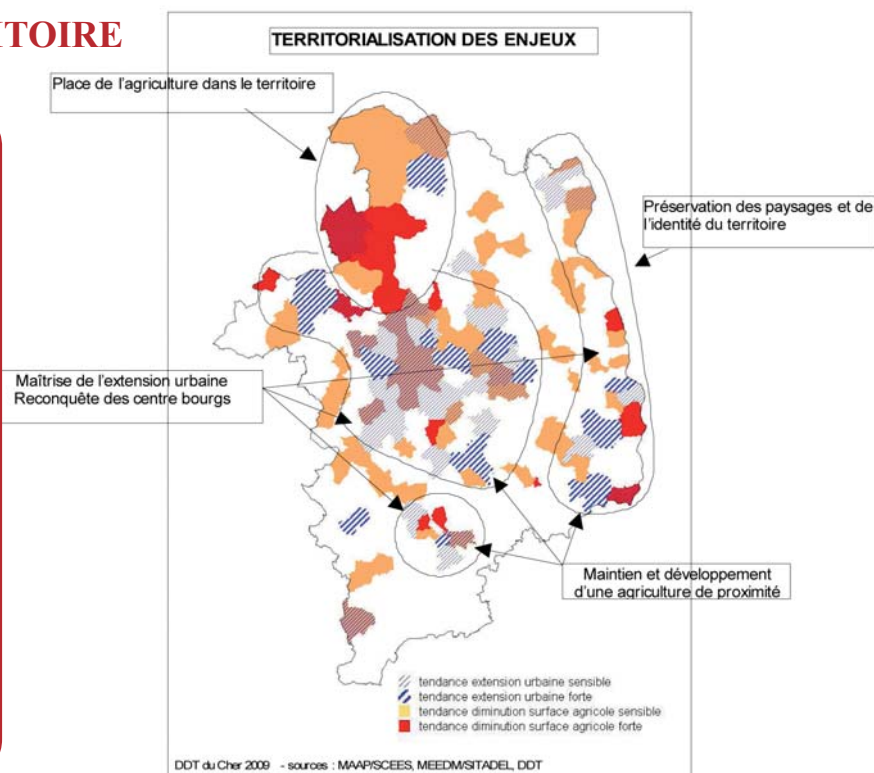 ITOIRE
TERRITORIALISATION DES ENJEUX
Place de l'agriculture dans le territoire
Préservation des paysages et de
l'identité du territoire
Maîtrise de l'extension urbaine
Reconquête des centre bourgs
Maintien et développement
d'une agriculture de proximité
tendance extension urbaine sensible
tendance extension urbaine forte
tendance diminution surface agricole sensible
tendance diminution surface agricole forte
DDT du Cher 2009 - sources : MAAP/SCEES, MEEDM/SITADEL, DDT